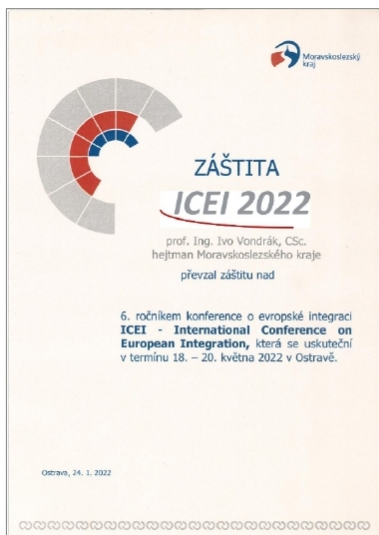 Moravskoslezský
kraj
ZÁŠTITA
ICEI 2022
prof. Ing. Ivo Vondrák, CSc.
hejtman Moravskoslezského kraje
převzal záštitu nad
6. ročníkem konference o evropské integraci
ICEI - International Conference on
European Integration, která se uskuteční
v termínu 18. – 20. května 2022 v Ostravě.
Ostrava, 24. 1. 2022